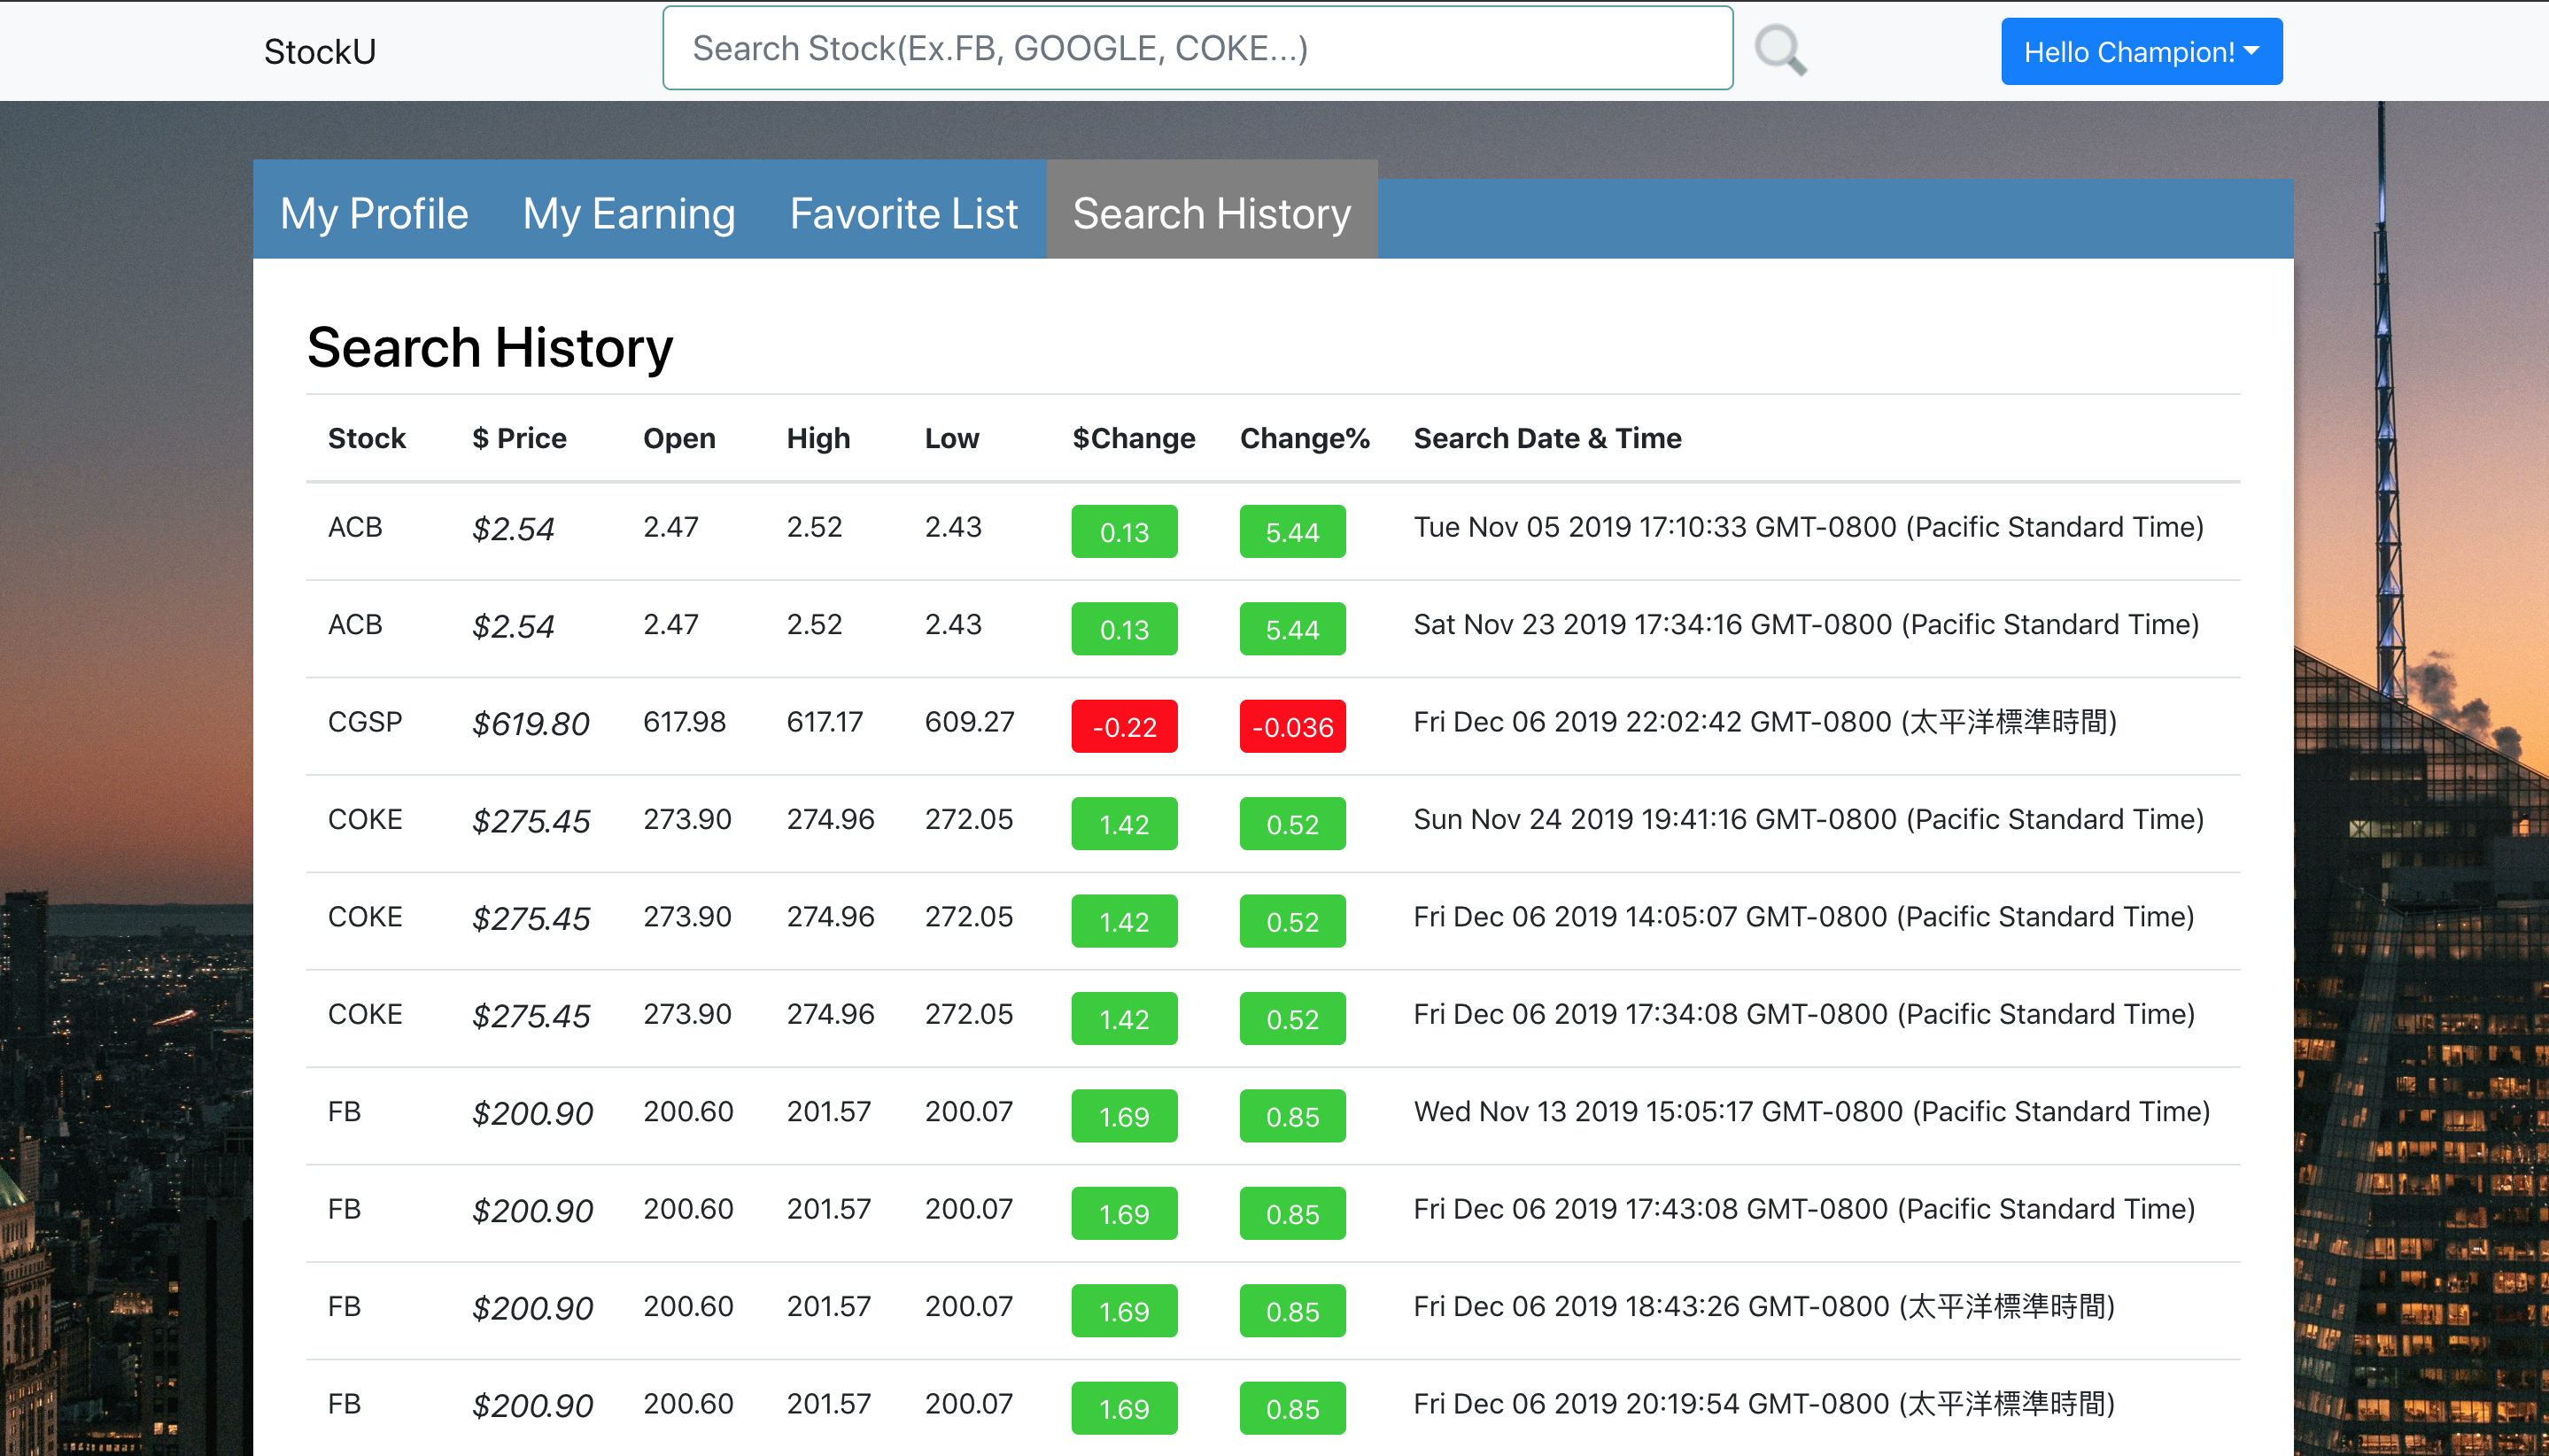 StockU
Search Stock(Ex.FB, GOOGLE, COKE...)
Hello Champion!
My Profile My Earning Favorite List Search History
Search History
Stock $ Price Open High Low $Change Change% Search Date & Time
ACB $2.54 2.47 2.52 2.43 0.13 5.44 Tue Nov 05 2019 17:10:33 GMT-0800 (Pacific Standard Time)
ACB $2.54 2.47 2.52 2.43 0.13 5.44 Sat Nov 23 2019 17:34:16 GMT-0800 (Pacific Standard Time)
CGSP $619.80 617.98 617.17 609.27 -0.22 -0.036 Fri Dec 06 2019 22:02:42 GMT-0800 (太平洋標準時間)
COKE $275.45 273.90 274.96 272.05 1.42 0.52 Sun Nov 24 2019 19:41:16 GMT-0800 (Pacific Standard Time)
COKE $275.45 273.90 274.96 272.05 1.42 0.52 Fri Dec 06 2019 14:05:07 GMT-0800 (Pacific Standard Time)
COKE $275.45 273.90 274.96 272.05 1.42 0.52 Fri Dec 06 2019 17:34:08 GMT-0800 (Pacific Standard Time)
FB $200.90 200.60 201.57 200.07 1.69 0.85 Wed Nov 13 2019 15:05:17 GMT-0800 (Pacific Standard Time)
FB $200.90 200.60 201.57 200.07 1.69 0.85 Fri Dec 06 2019 17:43:08 GMT-0800 (Pacific Standard Time)
FB $200.90 200.60 201.57 200.07 1.69 0.85 Fri Dec 06 2019 18:43:26 GMT-0800 (太平洋標準時間)
FB $200.90 200.60 201.57 200.07 1.69 0.85 Fri Dec 06 2019 20:19:54 GMT-0800 (太平洋標準時間)